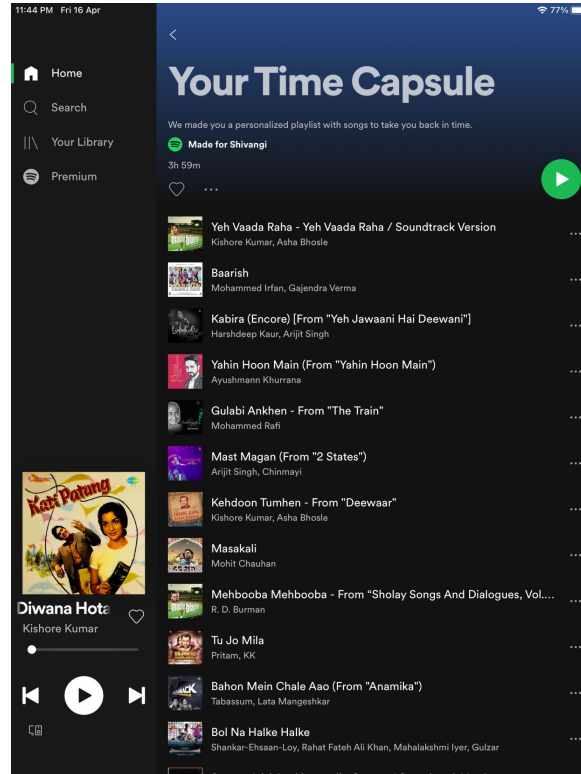 11:44 PM Fri 16 Apr
77%
Home
Search
Your Library
Premium
Your Time Capsule
We made you a personalized playlist with songs to take you back in time.
Made for Shivangi
3h 59m
Yeh Vaada Raha - Yeh Vaada Raha / Soundtrack Version
Kishore Kumar, Asha Bhosle
Baarish
Mohammed Irfan, Gajendra Verma
Kabira (Encore) [From "Yeh Jawaani Hai Deewani"]
Harshdeep Kaur, Arijit Singh
Yahin Hoon Main (From "Yahin Hoon Main")
Ayushmann Khurrana
Gulabi Ankhen - From "The Train"
Mohammed Rafi
Mast Magan (From "2 States")
Arijit Singh, Chinmayi
Kehdoon Tumhen - From "Deewaar"
Kishore Kumar, Asha Bhosle
Masakali
Mohit Chauhan
Mehbooba Mehbooba - From “Sholay Songs And Dialogues, Vol....
R. D. Burman
Tu Jo Mila
Pritam, KK
Bahon Mein Chale Aao (From "Anamika")
Tabassum, Lata Mangeshkar
Bol Na Halke Halke
Shankar-Ehsaan-Loy, Rahat Fateh Ali Khan, Mahalakshmi Iyer, Gulzar
Kati Patang
Diwana Hota
Kishore Kumar